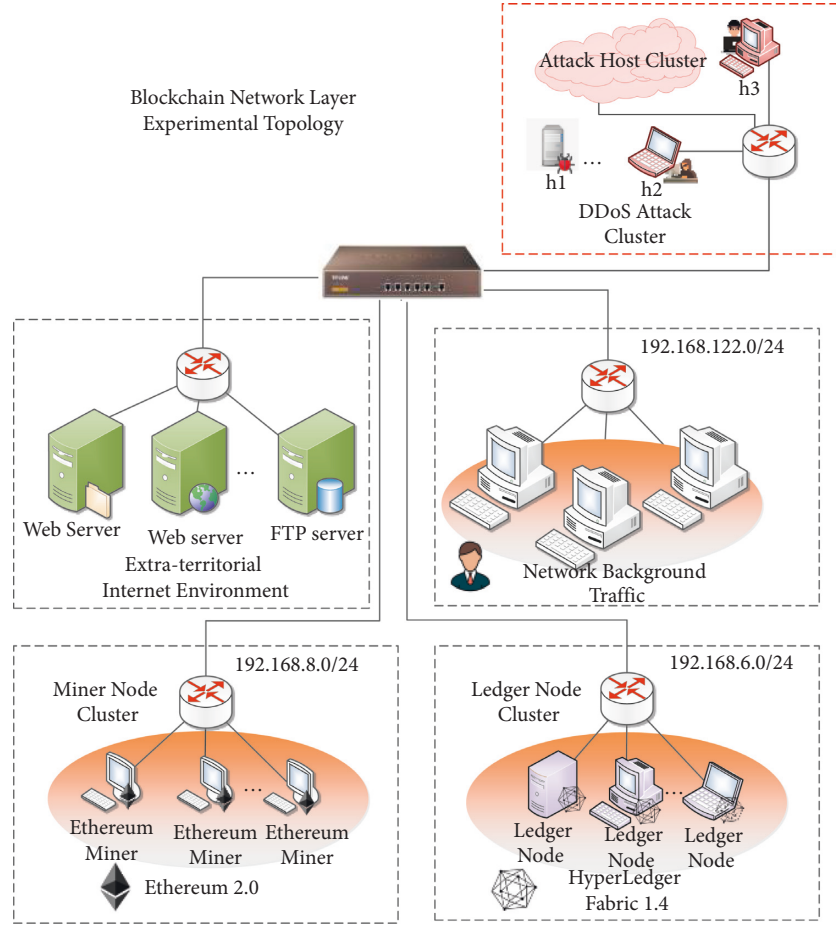 Blockchain Network Layer
Experimental Topology
Attack Host Cluster
h3
h1
...
h2
DDoS Attack
Cluster
TP-LINK
192.168.122.0/24
Web Server
Web server
...
FTP server
Extra-territorial
Internet Environment
Network Background
Traffic
192.168.8.0/24
Miner Node
Cluster
...
Ethereum
Miner
Ethereum
Miner
Ethereum
Miner
Ethereum 2.0
192.168.6.0/24
Ledger Node
Cluster
...
Ledger
Node
Ledger
Node
Ledger
Node
HyperLedger
Fabric 1.4